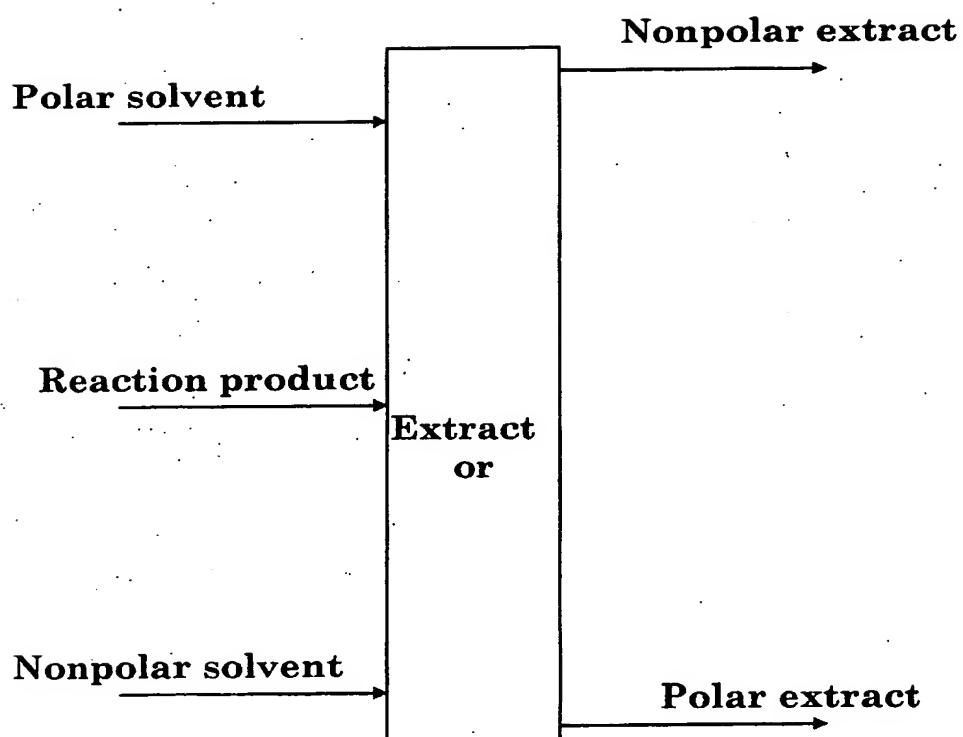 Nonpolar extract
Polar solvent
Reaction product
Extract
or
Nonpolar solvent
Polar extract